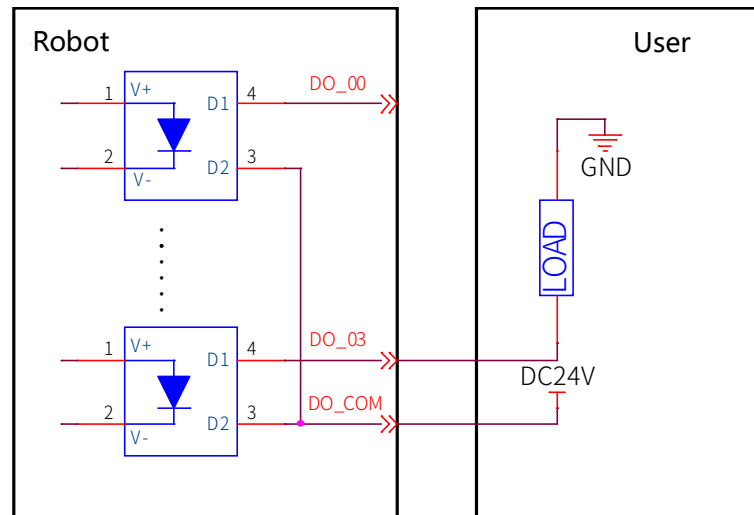 Robot
User
DO_00
1
V+
D1
4
2
V-
D2
3
GND
LOAD
1
V+
D1
4
DO_03
DC24V
2
V-
D2
3
DO_COM